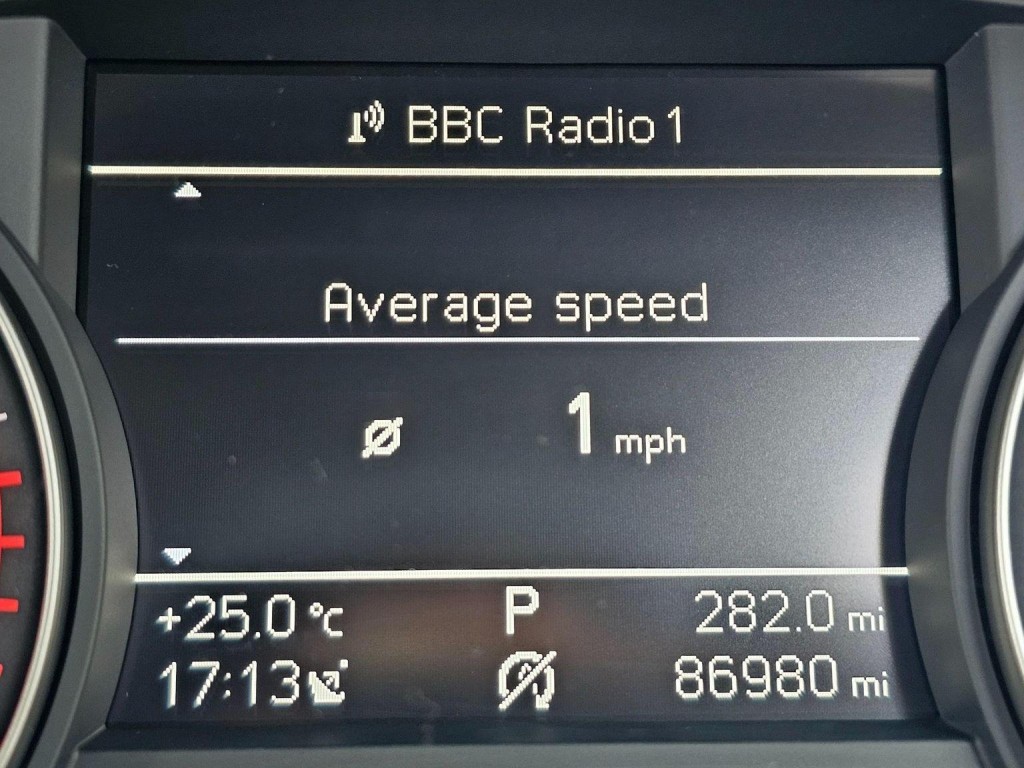 BBC Radio 1
Average speed
Ø 1 mph
+25.0 °C P 282.0 mi
17:13 86980 mi